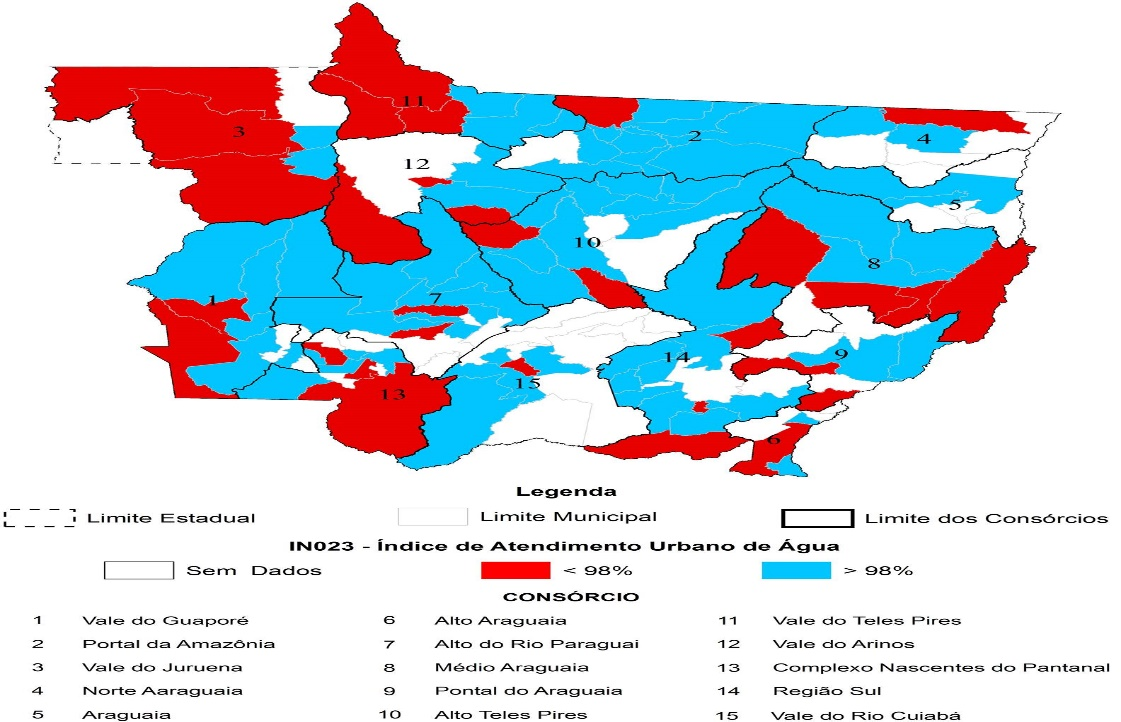 11
3
2
4
12
5
10
8
1
7
14
9
15
13
6
Legenda
Limite Estadual Limite Municipal Limite dos Consórcios
IN023 - Índice de Atendimento Urbano de Água
Sem Dados < 98% > 98%
CONSÓRCIO
1 Vale do Guaporé 6 Alto Araguaia 11 Vale do Teles Pires
2 Portal da Amazônia 7 Alto do Rio Paraguai 12 Vale do Arinos
3 Vale do Juruena 8 Médio Araguaia 13 Complexo Nascentes do Pantanal
4 Norte Aaraguaia 9 Pontal do Araguaia 14 Região Sul
5 Araguaia 10 Alto Teles Pires 15 Vale do Rio Cuiabá